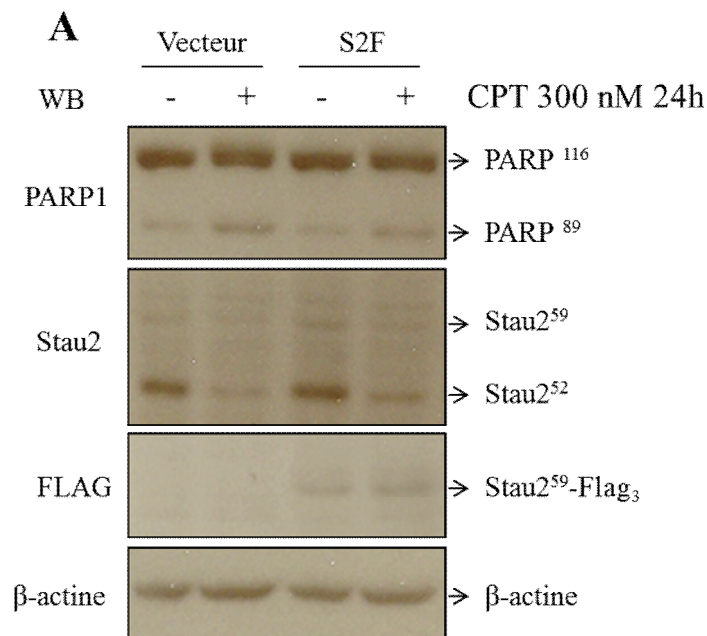 A
Vecteur S2F
WB - + - + CPT 300 nM 24h
PARP1
PARP 116
PARP 89
Stau2
Stau2⁵⁹
Stau2⁵²
FLAG
Stau2⁵⁹-Flag₃
β-actine
β-actine